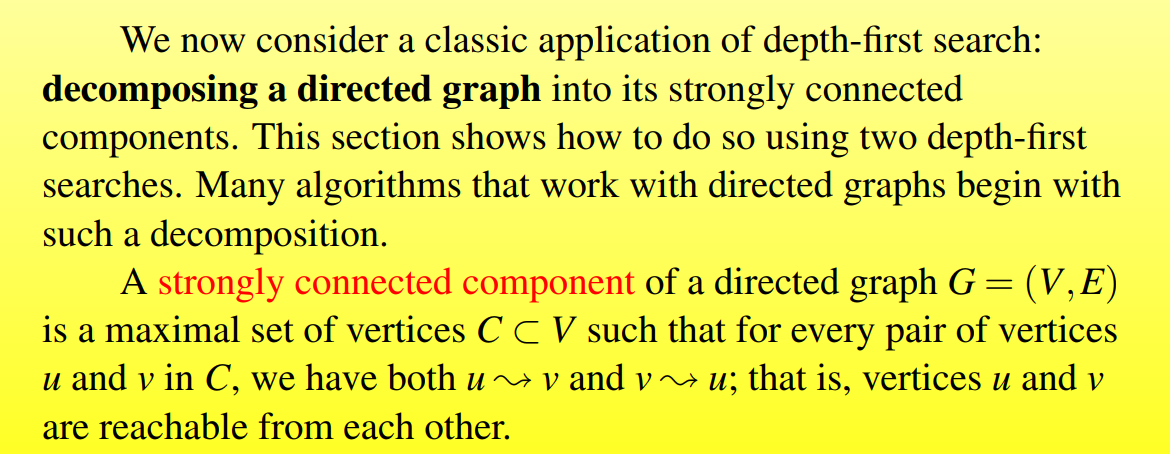 We now consider a classic application of depth-first search:
decomposing a directed graph into its strongly connected
components. This section shows how to do so using two depth-first
searches. Many algorithms that work with directed graphs begin with
such a decomposition.
A strongly connected component of a directed graph G = (V,E)
is a maximal set of vertices C ⊂ V such that for every pair of vertices
u and v in C, we have both u ⇝ v and v ⇝ u; that is, vertices u and v
are reachable from each other.